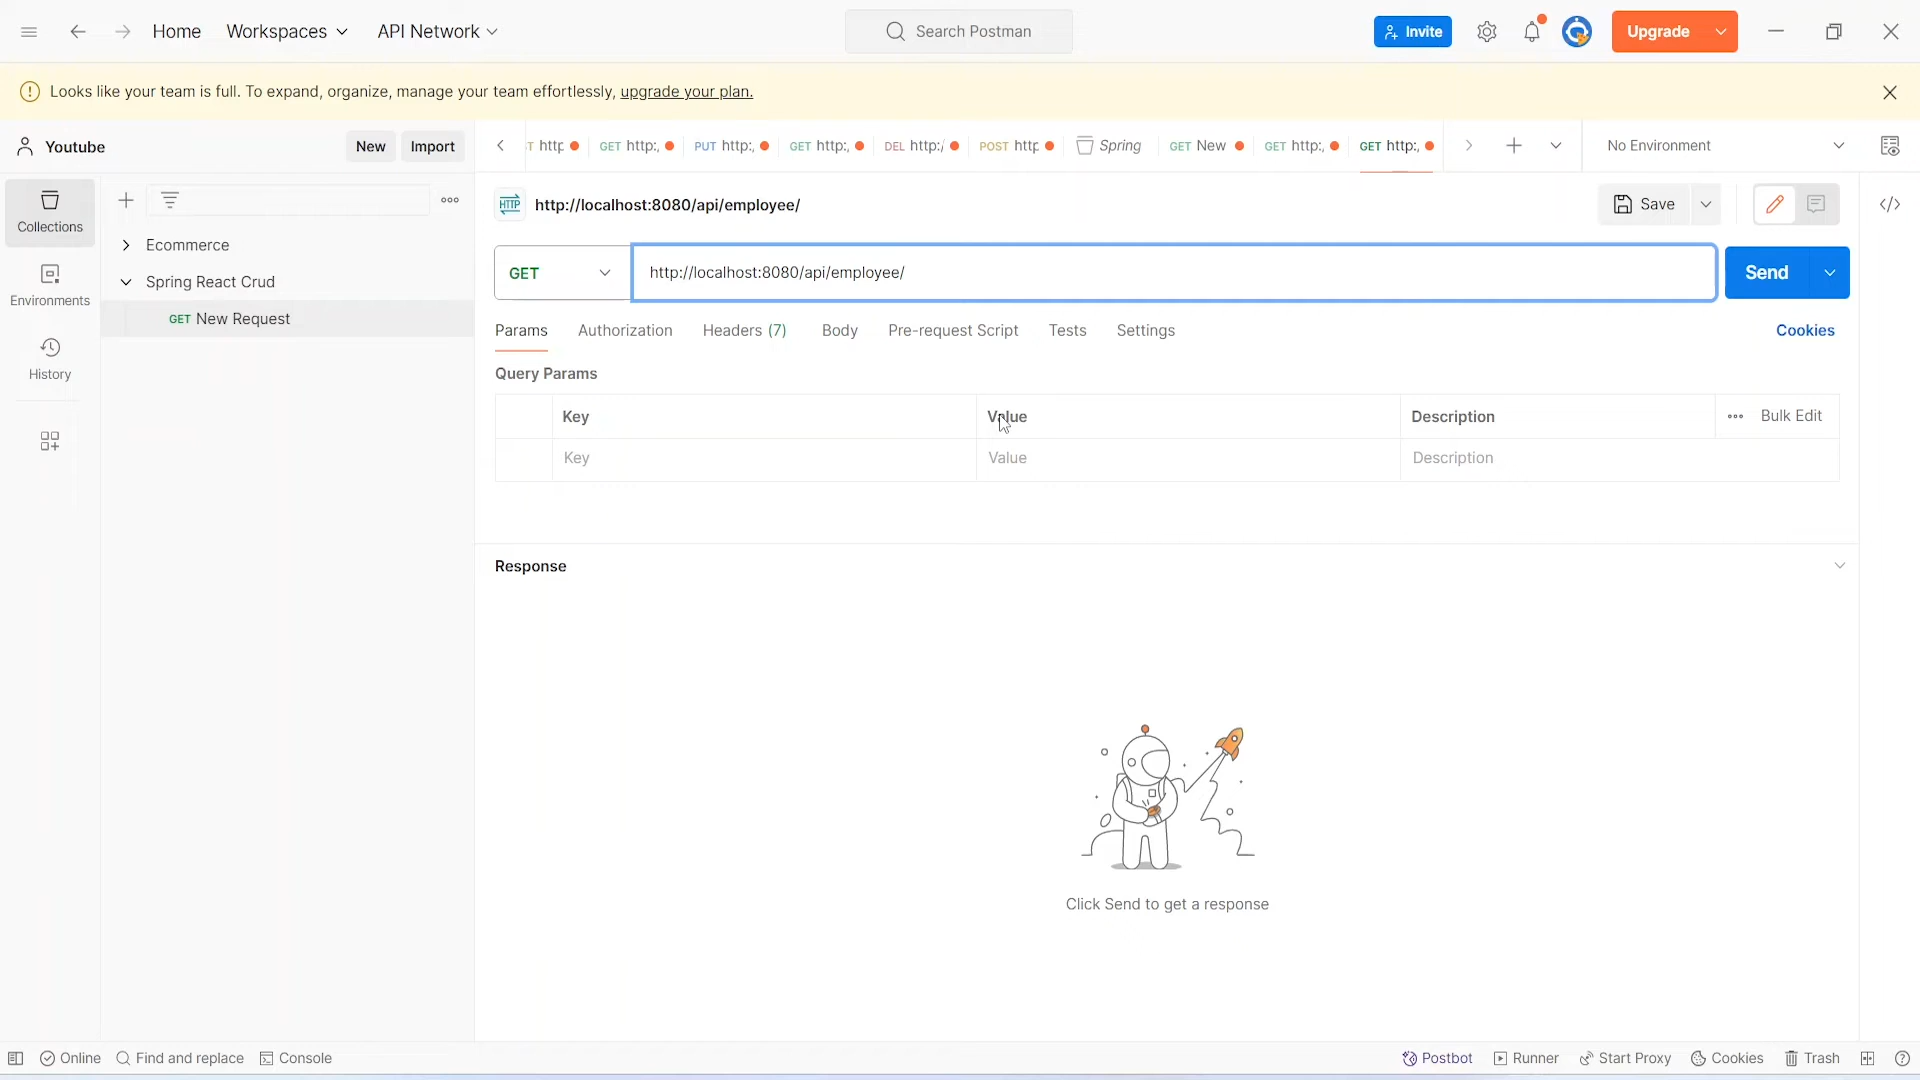 Home Workspaces API Network Search Postman Invite Upgrade
Looks like your team is full. To expand, organize, manage your team effortlessly, upgrade your plan.
Youtube New Import
T http GET http:, PUT http:, GET http:, DEL http:/ POST http Spring GET New GET http:, GET http:, No Environment
Collections
Environments
History
Ecommerce
Spring React Crud
GET New Request
HTTP http://localhost:8080/api/employee/ Save
GET http://localhost:8080/api/employee/ Send
Params Authorization Headers (7) Body Pre-request Script Tests Settings Cookies
Query Params
Key Value Description Bulk Edit
Key Value Description
Response
Click Send to get a response
Online Find and replace Console Postbot Runner Start Proxy Cookies Trash